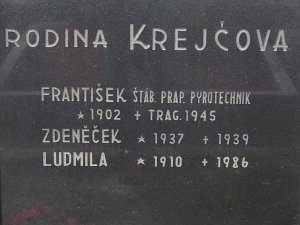 RODINA KREJČOVA
FRANTIŠEK ŠTÁB. PRAP. PYROTECHNIK
* 1902 + TRAG. 1945
ZDENĚČEK * 1937 + 1939
LUDMILA * 1910 + 1986